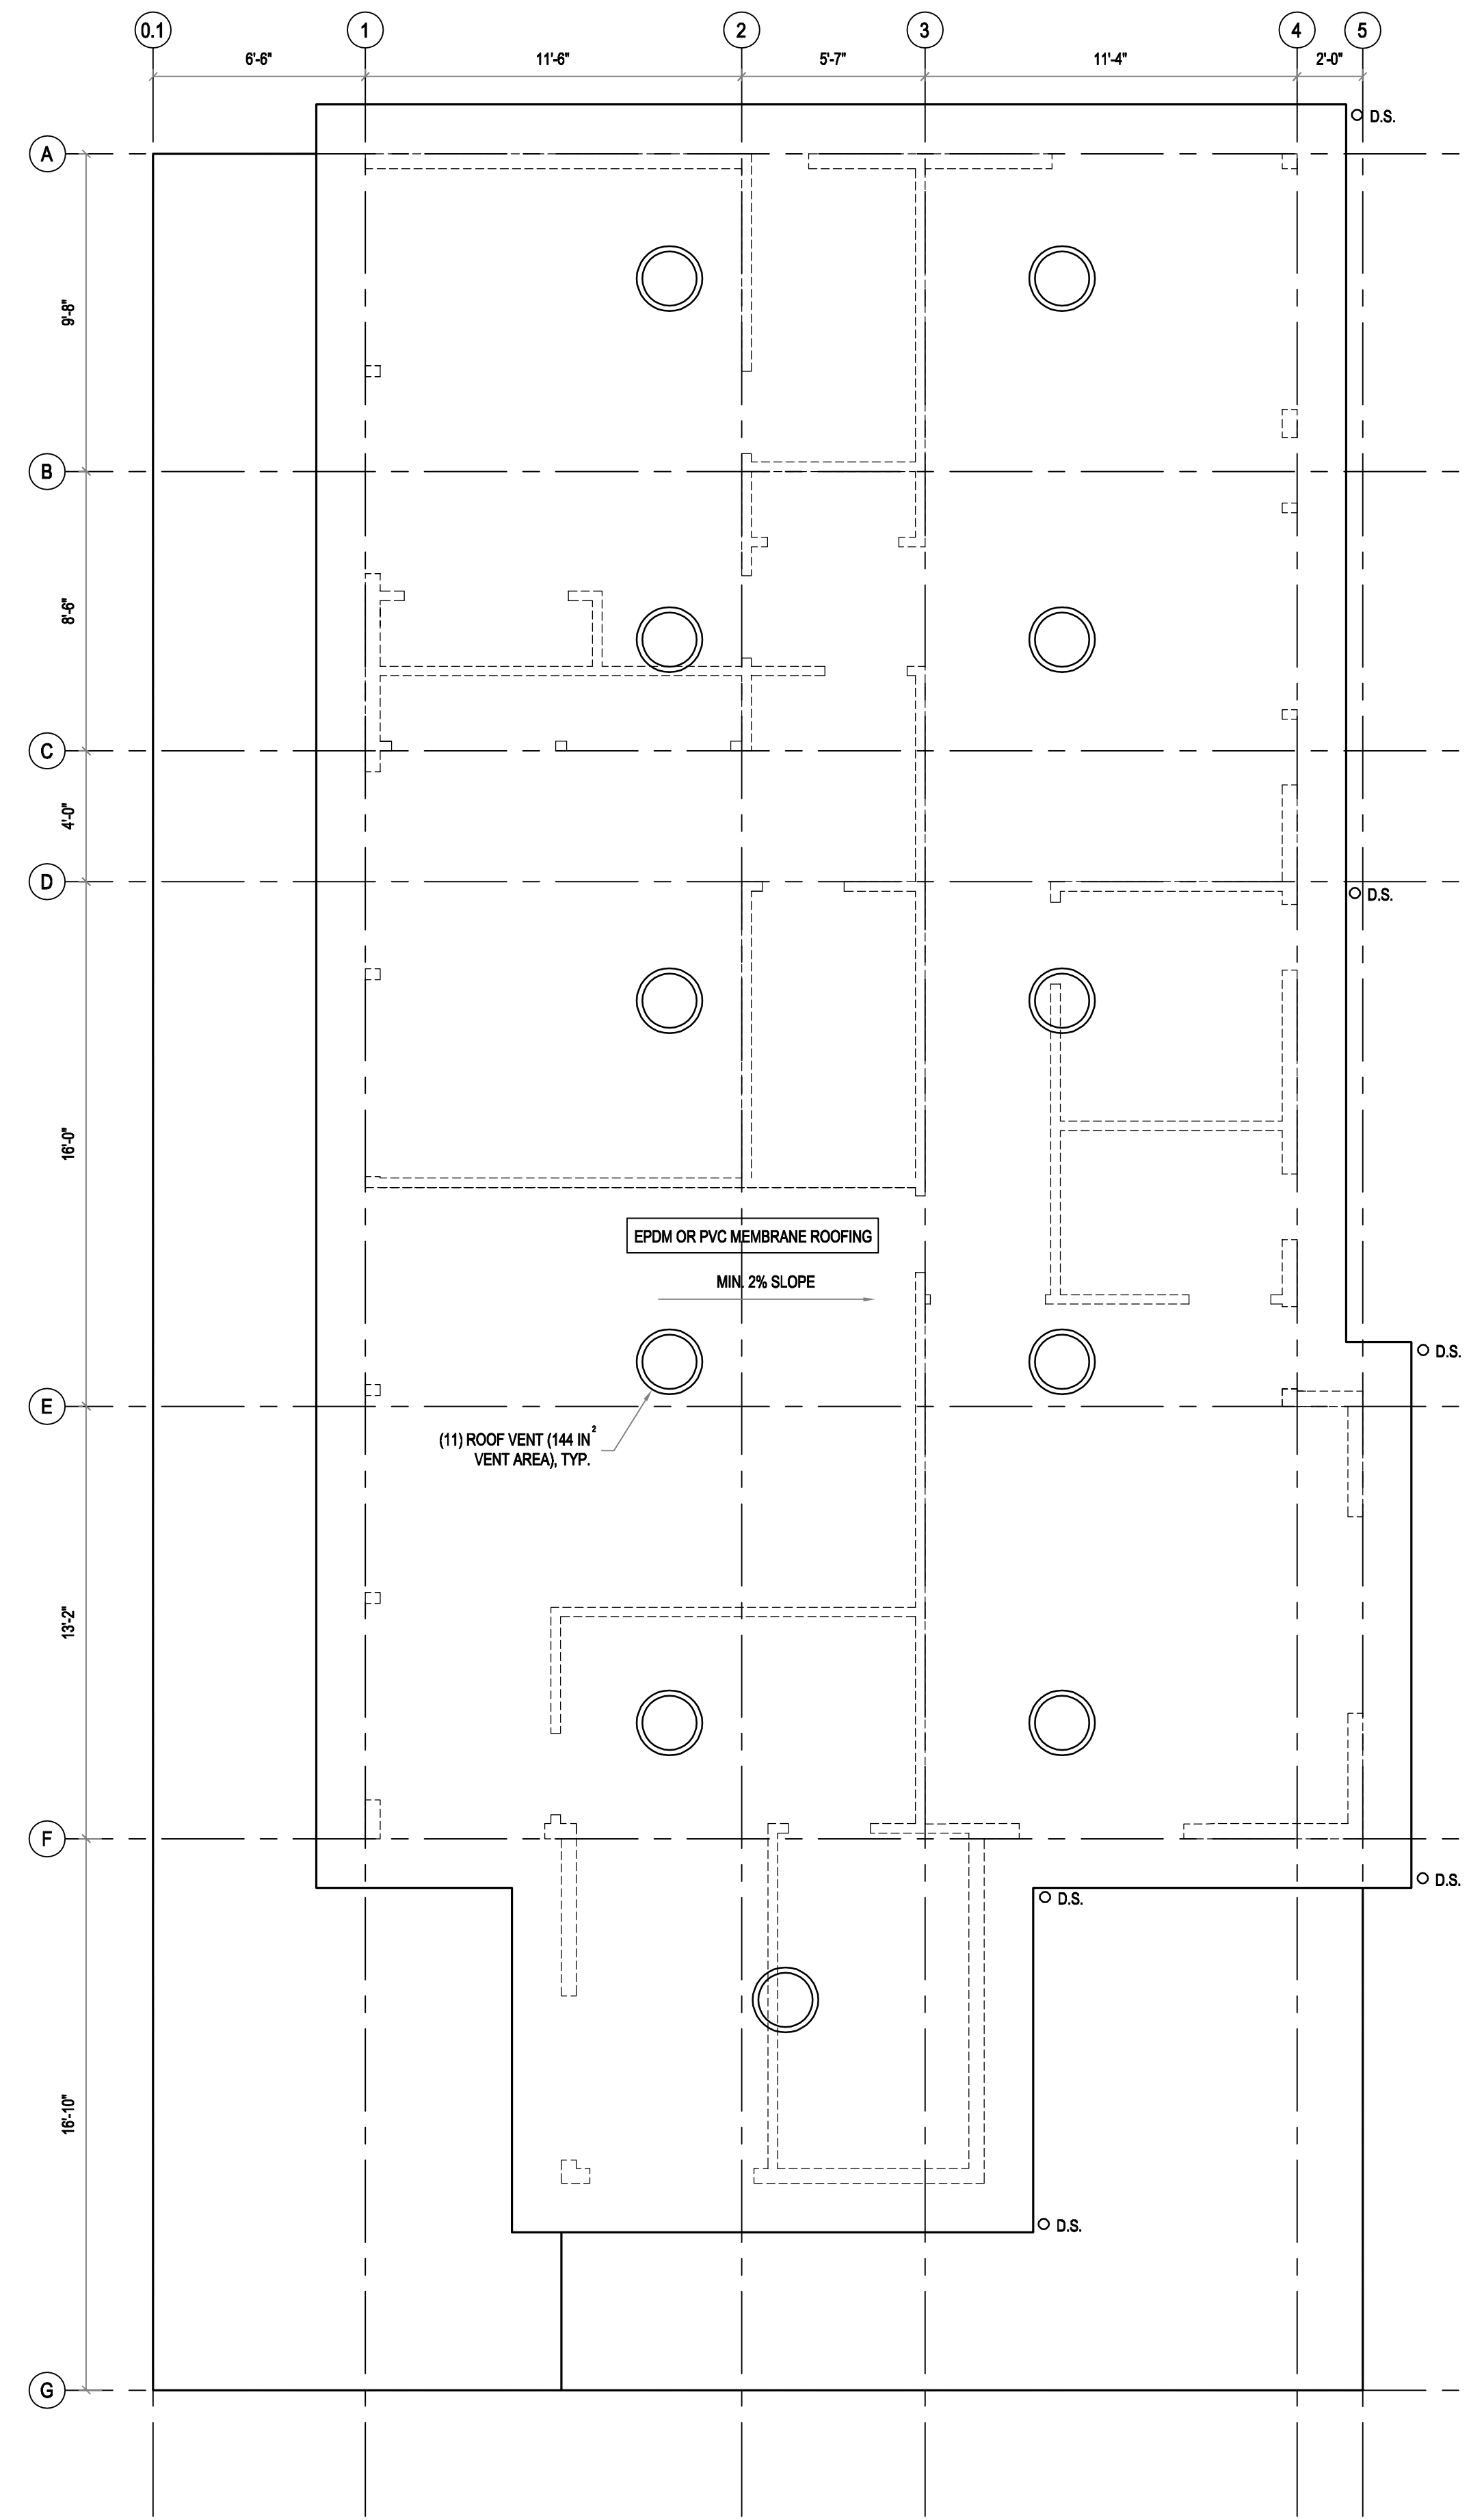 0.1 1 2 3 4 5
6'-6" 11'-6" 5'-7" 11'-4" 2'-0"
D.S.
A
9'-8"
B
8'-6"
C
4'-0"
D
D.S.
16'-0"
EPDM OR PVC MEMBRANE ROOFING
MIN. 2% SLOPE
D.S.
E
(11) ROOF VENT (144 IN²
VENT AREA), TYP.
13'-2"
F
D.S.
D.S.
16'-10"
D.S.
G